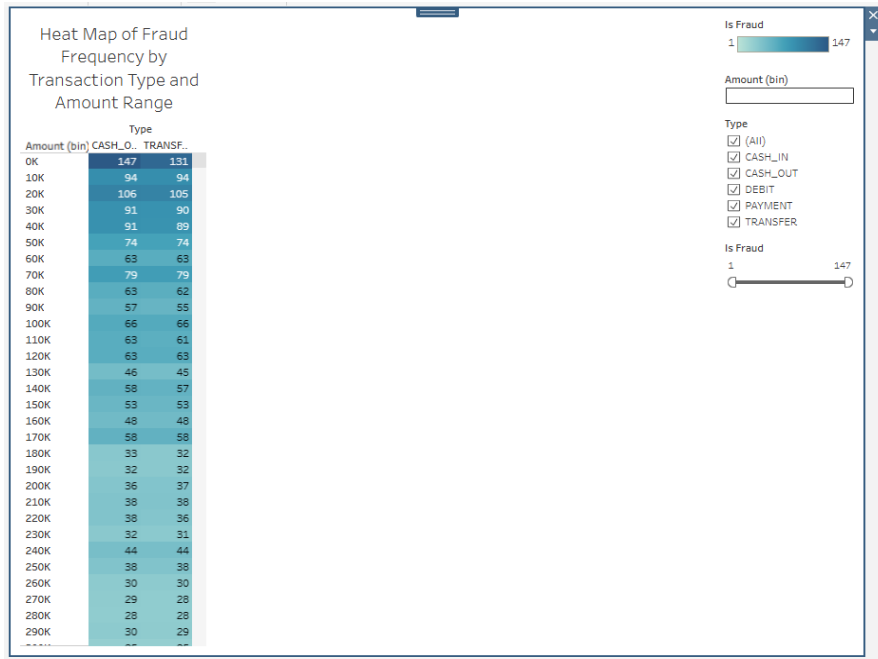 Heat Map of Fraud
Frequency by
Transaction Type and
Amount Range
Type
Amount (bin) CASH_O.. TRANSF..
0K 147 131
10K 94 94
20K 106 105
30K 91 90
40K 91 89
50K 74 74
60K 63 63
70K 79 79
80K 63 62
90K 57 55
100K 66 66
110K 63 61
120K 63 63
130K 46 45
140K 58 57
150K 53 53
160K 48 48
170K 58 58
180K 33 32
190K 32 32
200K 36 37
210K 38 38
220K 38 36
230K 32 31
240K 44 44
250K 38 38
260K 30 30
270K 29 28
280K 28 28
290K 30 29
Is Fraud
1 147
Amount (bin)
Type
(All)
CASH_IN
CASH_OUT
DEBIT
PAYMENT
TRANSFER
Is Fraud
1 147